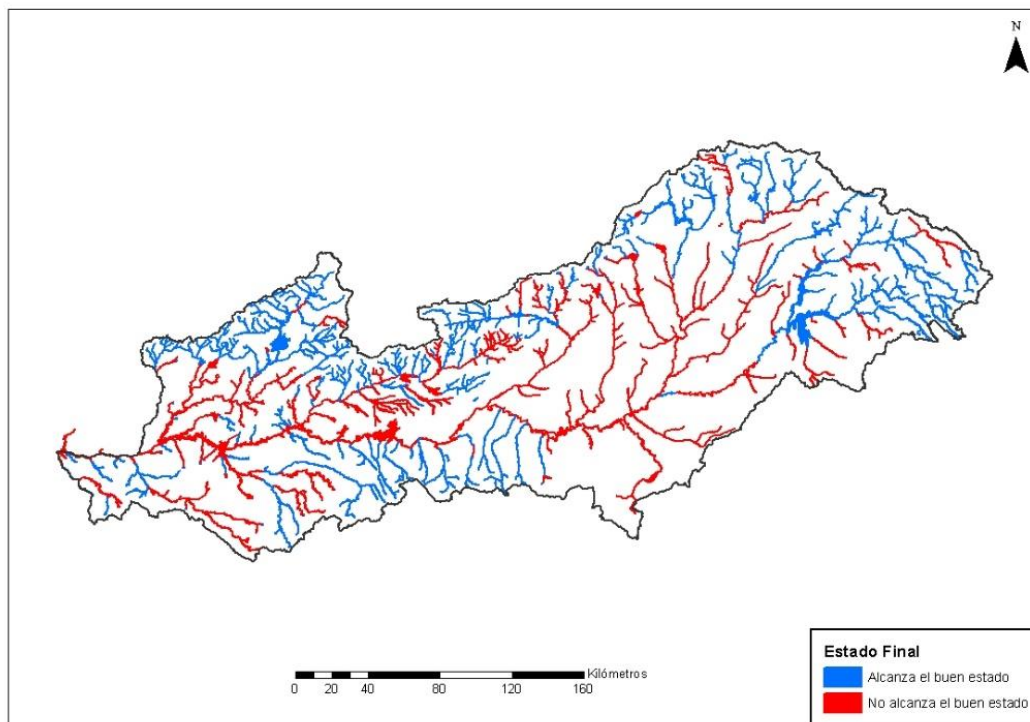 N
Kilómetros
0 20 40 80 120 160
Estado Final
Alcanza el buen estado
No alcanza el buen estado